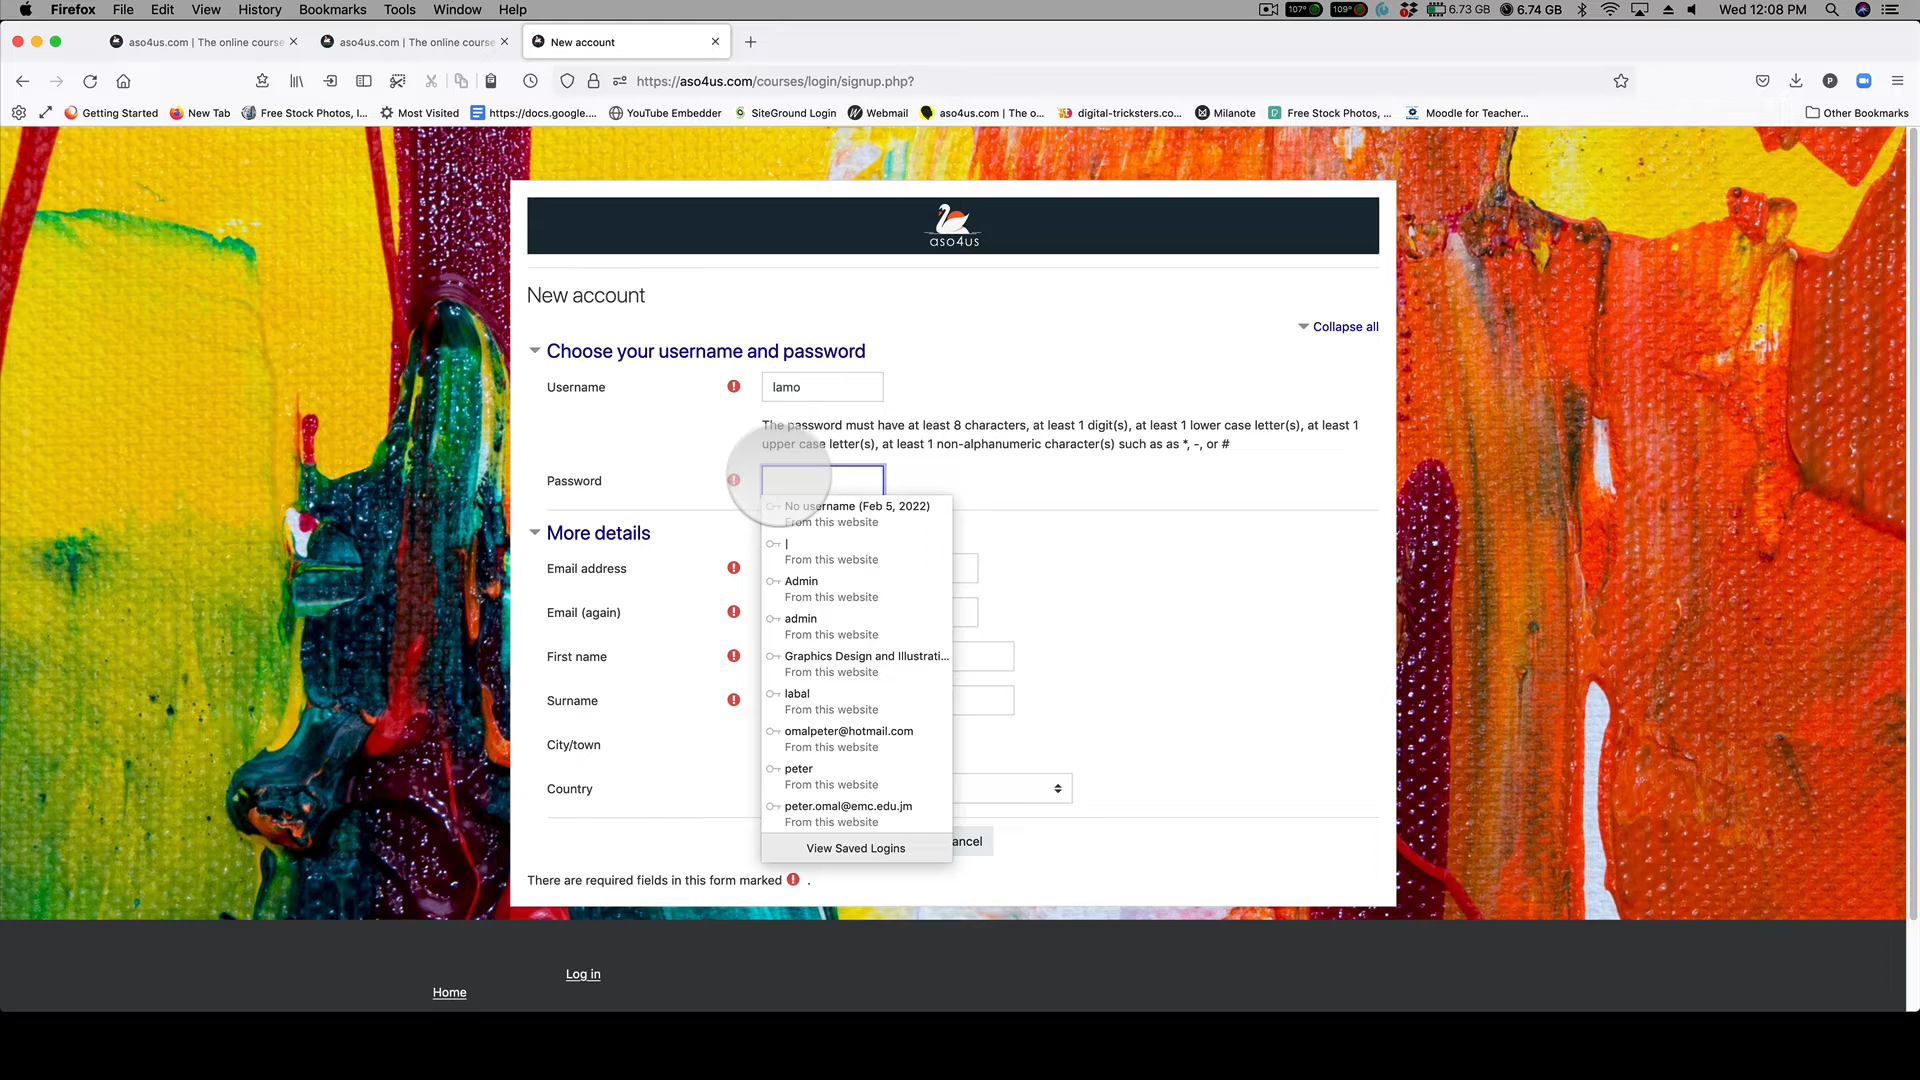 Firefox File Edit View History Bookmarks Tools Window Help 107° 109° 6.73 GB 6.74 GB Wed 12:08 PM
aso4us.com | The online course aso4us.com | The online course New account
https://aso4us.com/courses/login/signup.php?
Getting Started New Tab Free Stock Photos, I... Most Visited https://docs.google.... YouTube Embedder SiteGround Login Webmail aso4us.com | The o... digital-tricksters.co... Milanote Free Stock Photos, ... Moodle for Teacher... Other Bookmarks
aso4us
New account
Collapse all
Choose your username and password
Username
lamo
The password must have at least 8 characters, at least 1 digit(s), at least 1 lower case letter(s), at least 1
upper case letter(s), at least 1 non-alphanumeric character(s) such as as *, -, or #
Password
No username (Feb 5, 2022)
From this website
|
From this website
Admin
From this website
admin
From this website
Graphics Design and Illustrati...
From this website
labal
From this website
omalpeter@hotmail.com
From this website
peter
From this website
peter.omal@emc.edu.jm
From this website
View Saved Logins
More details
Email address
Email (again)
First name
Surname
City/town
Country
ancel
There are required fields in this form marked .
Log in
Home